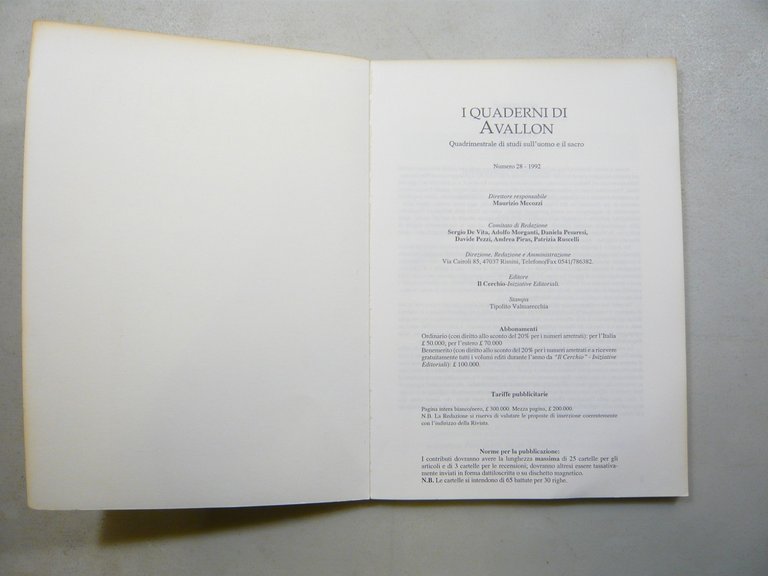 I QUADERNI DI
AVALLON
Quadrimestrale di studi sull'uomo e il sacro
Numero 28 - 1992
Direttore responsabile
Maurizio Mecozzi
Comitato di Redazione
Sergio De Vita, Adolfo Morganti, Daniela Pesaresi,
Davide Pezzi, Andrea Piras, Patrizia Ruscelli
Direzione, Redazione e Amministrazione
Via Cairoli 85, 47037 Rimini, Telefono/Fax 0541/786382.
Editore
Il Cerchio-Iniziative Editoriali.
Stampa
Tipolito Valmarecchia
Abbonamenti
Ordinario (con diritto allo sconto del 20% per i numeri arretrati): per l'Italia
£ 50.000; per l'estero £ 70.000
Benemerito (con diritto allo sconto del 20% per i numeri arretrati e a ricevere
gratuitamente tutti i volumi editi durante l'anno da "Il Cerchio" - Iniziative
Editoriali): £ 100.000.
Tariffe pubblicitarie
Pagina intera bianco/nero, £ 300.000. Mezza pagina, £ 200.000.
N.B. La Redazione si riserva di valutare le proposte di inserzione coerentemente
con l'indirizzo della Rivista.
Norme per la pubblicazione:
I contributi dovranno avere la lunghezza massima di 25 cartelle per gli
articoli e di 3 cartelle per le recensioni; dovranno altresì essere tassativa-
mente inviati in forma dattiloscritta o su dischetto magnetico.
N.B. Le cartelle si intendono di 65 battute per 30 righe.